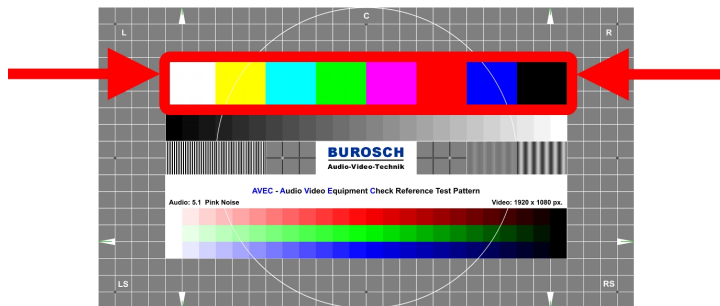 C
L R
BUROSCH
Audio-Video-Technik
AVEC - Audio Video Equipment Check Reference Test Pattern
Audio: 5.1 Pink Noise Video: 1920 x 1080 px.
LS RS